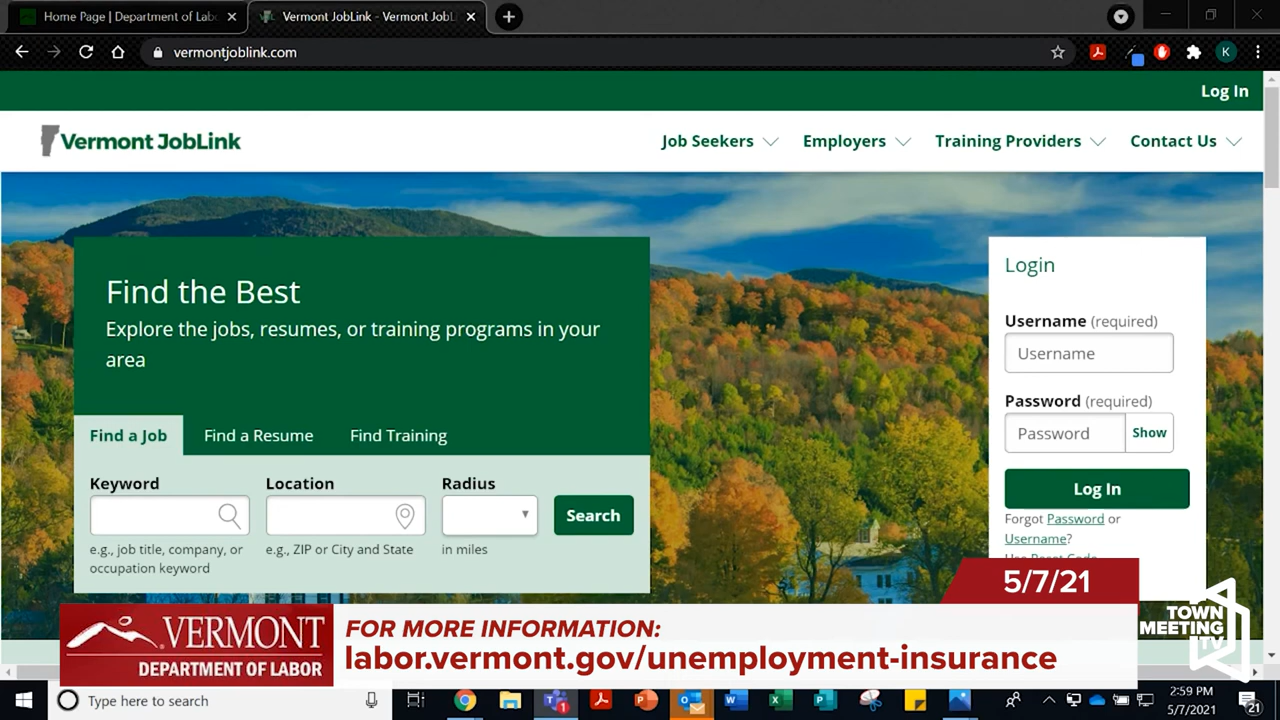 Home Page | Department of Labo
Vermont JobLink - Vermont JobLi
vermontjoblink.com
K
Log In
Vermont JobLink
Job Seekers
Employers
Training Providers
Contact Us
Find the Best
Explore the jobs, resumes, or training programs in your
area
Find a Job
Find a Resume
Find Training
Keyword
Location
Radius
Search
e.g., job title, company, or
occupation keyword
e.g., ZIP or City and State
in miles
Login
Username (required)
Username
Password (required)
Password
Show
Log In
Forgot Password or
Username?
Use Reset Code
5/7/21
VERMONT
DEPARTMENT OF LABOR
FOR MORE INFORMATION:
labor.vermont.gov/unemployment-insurance
TOWN
MEETING
TV
Type here to search
2:59 PM
5/7/2021
21